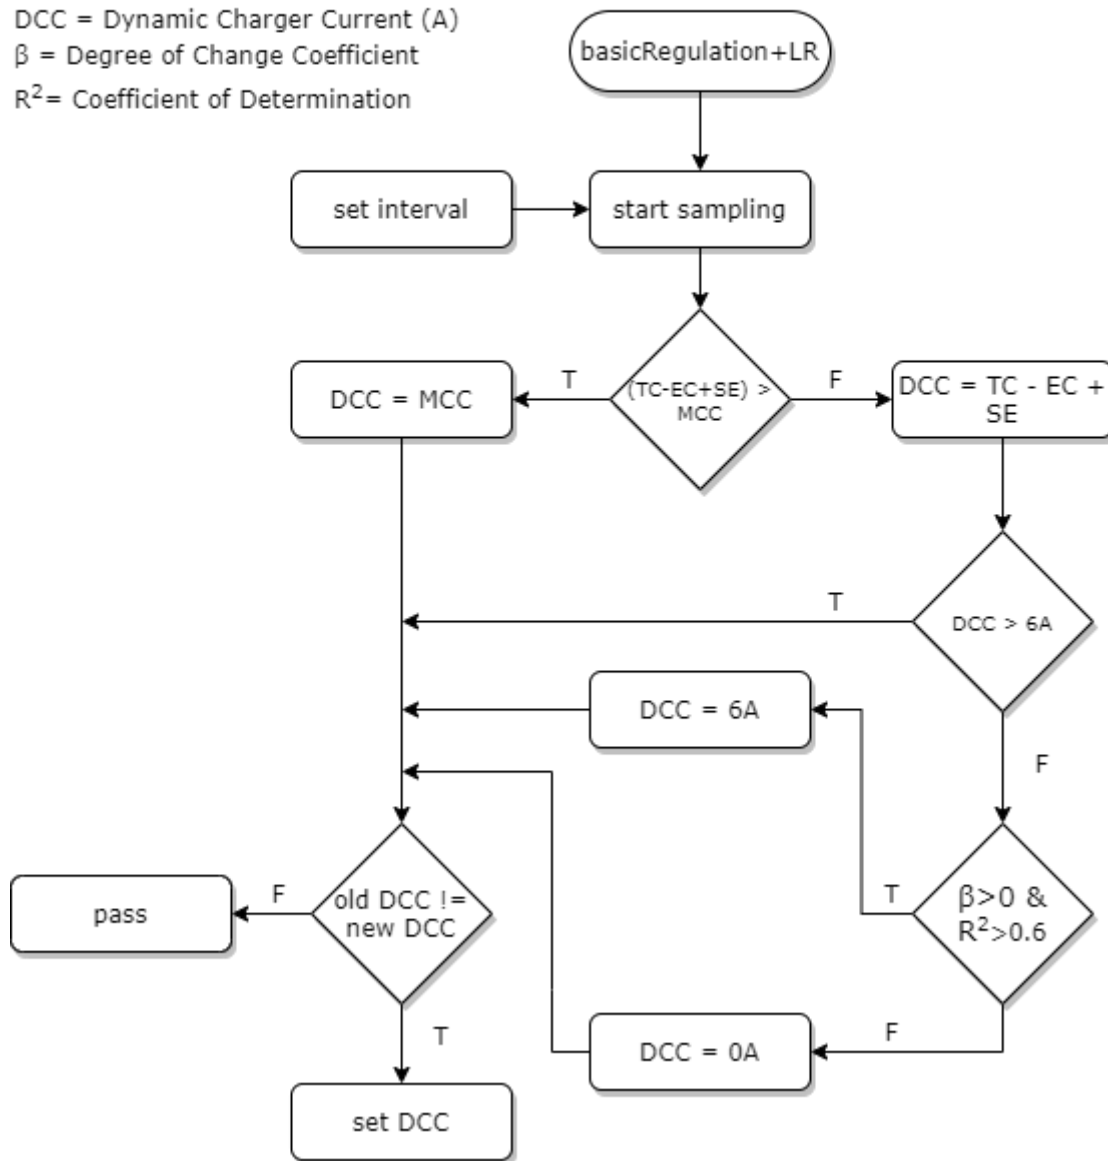 DCC = Dynamic Charger Current (A)
β = Degree of Change Coefficient
R²= Coefficient of Determination
basicRegulation+LR
set interval
start sampling
DCC = MCC
T
(TC-EC+SE) >
MCC
F
DCC = TC - EC +
SE
T
DCC > 6A
DCC = 6A
F
pass
F
old DCC !=
new DCC
T
β>0 &
R²>0.6
T
DCC = 0A
F
set DCC